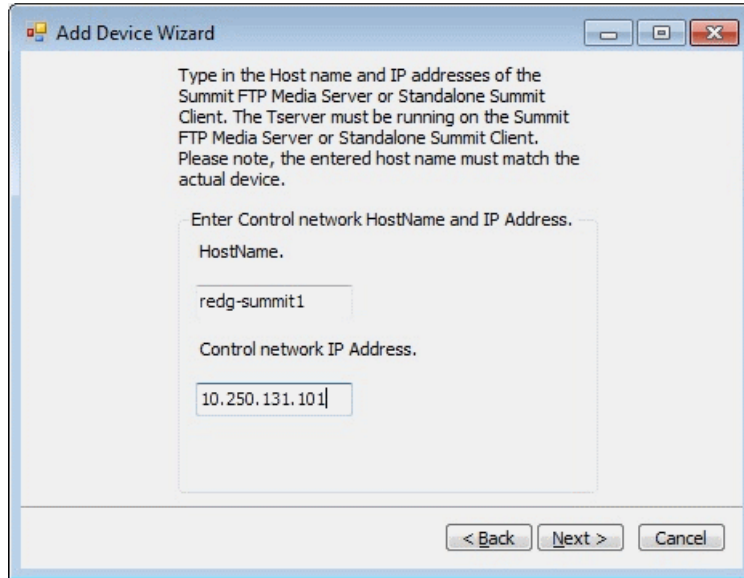 Add Device Wizard
Type in the Host name and IP addresses of the
Summit FTP Media Server or Standalone Summit
Client. The Tserver must be running on the Summit
FTP Media Server or Standalone Summit Client.
Please note, the entered host name must match the
actual device.
Enter Control network HostName and IP Address.
HostName.
redg-summit1
Control network IP Address.
10.250.131.101
< Back Next > Cancel